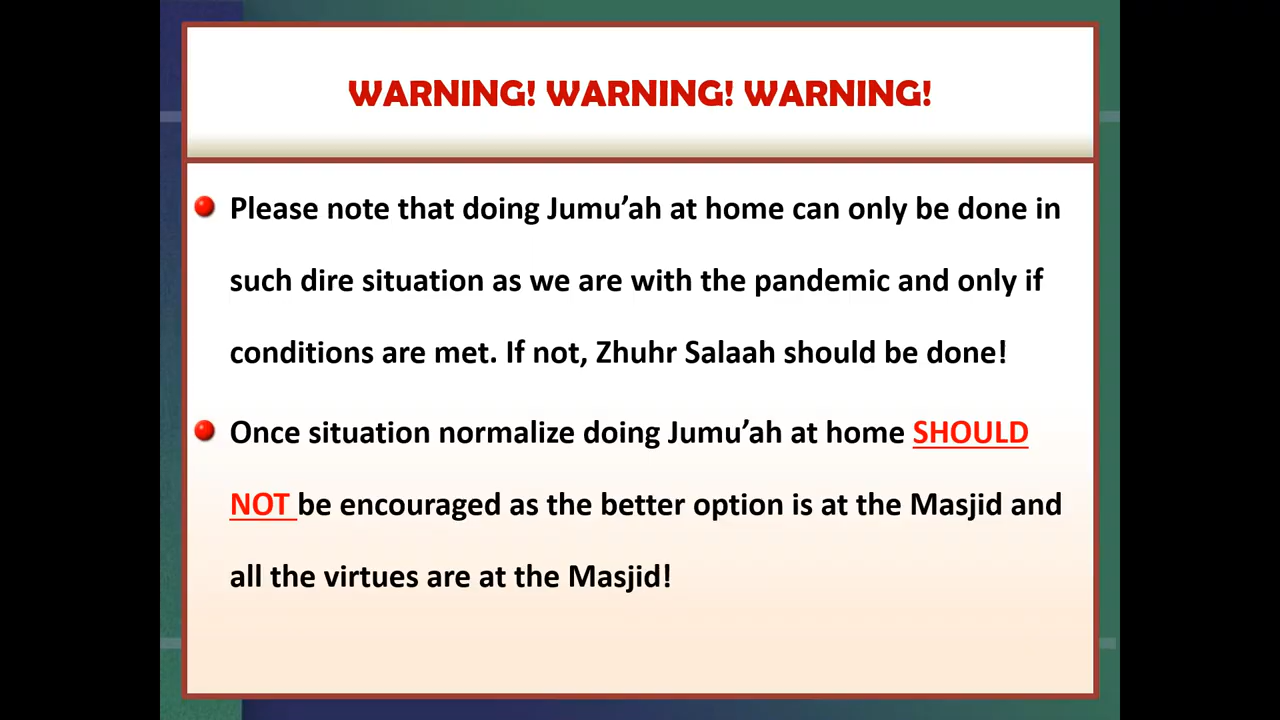 WARNING! WARNING! WARNING!
Please note that doing Jumu’ah at home can only be done in
such dire situation as we are with the pandemic and only if
conditions are met. If not, Zhuhr Salaah should be done!
Once situation normalize doing Jumu’ah at home SHOULD
NOT be encouraged as the better option is at the Masjid and
all the virtues are at the Masjid!